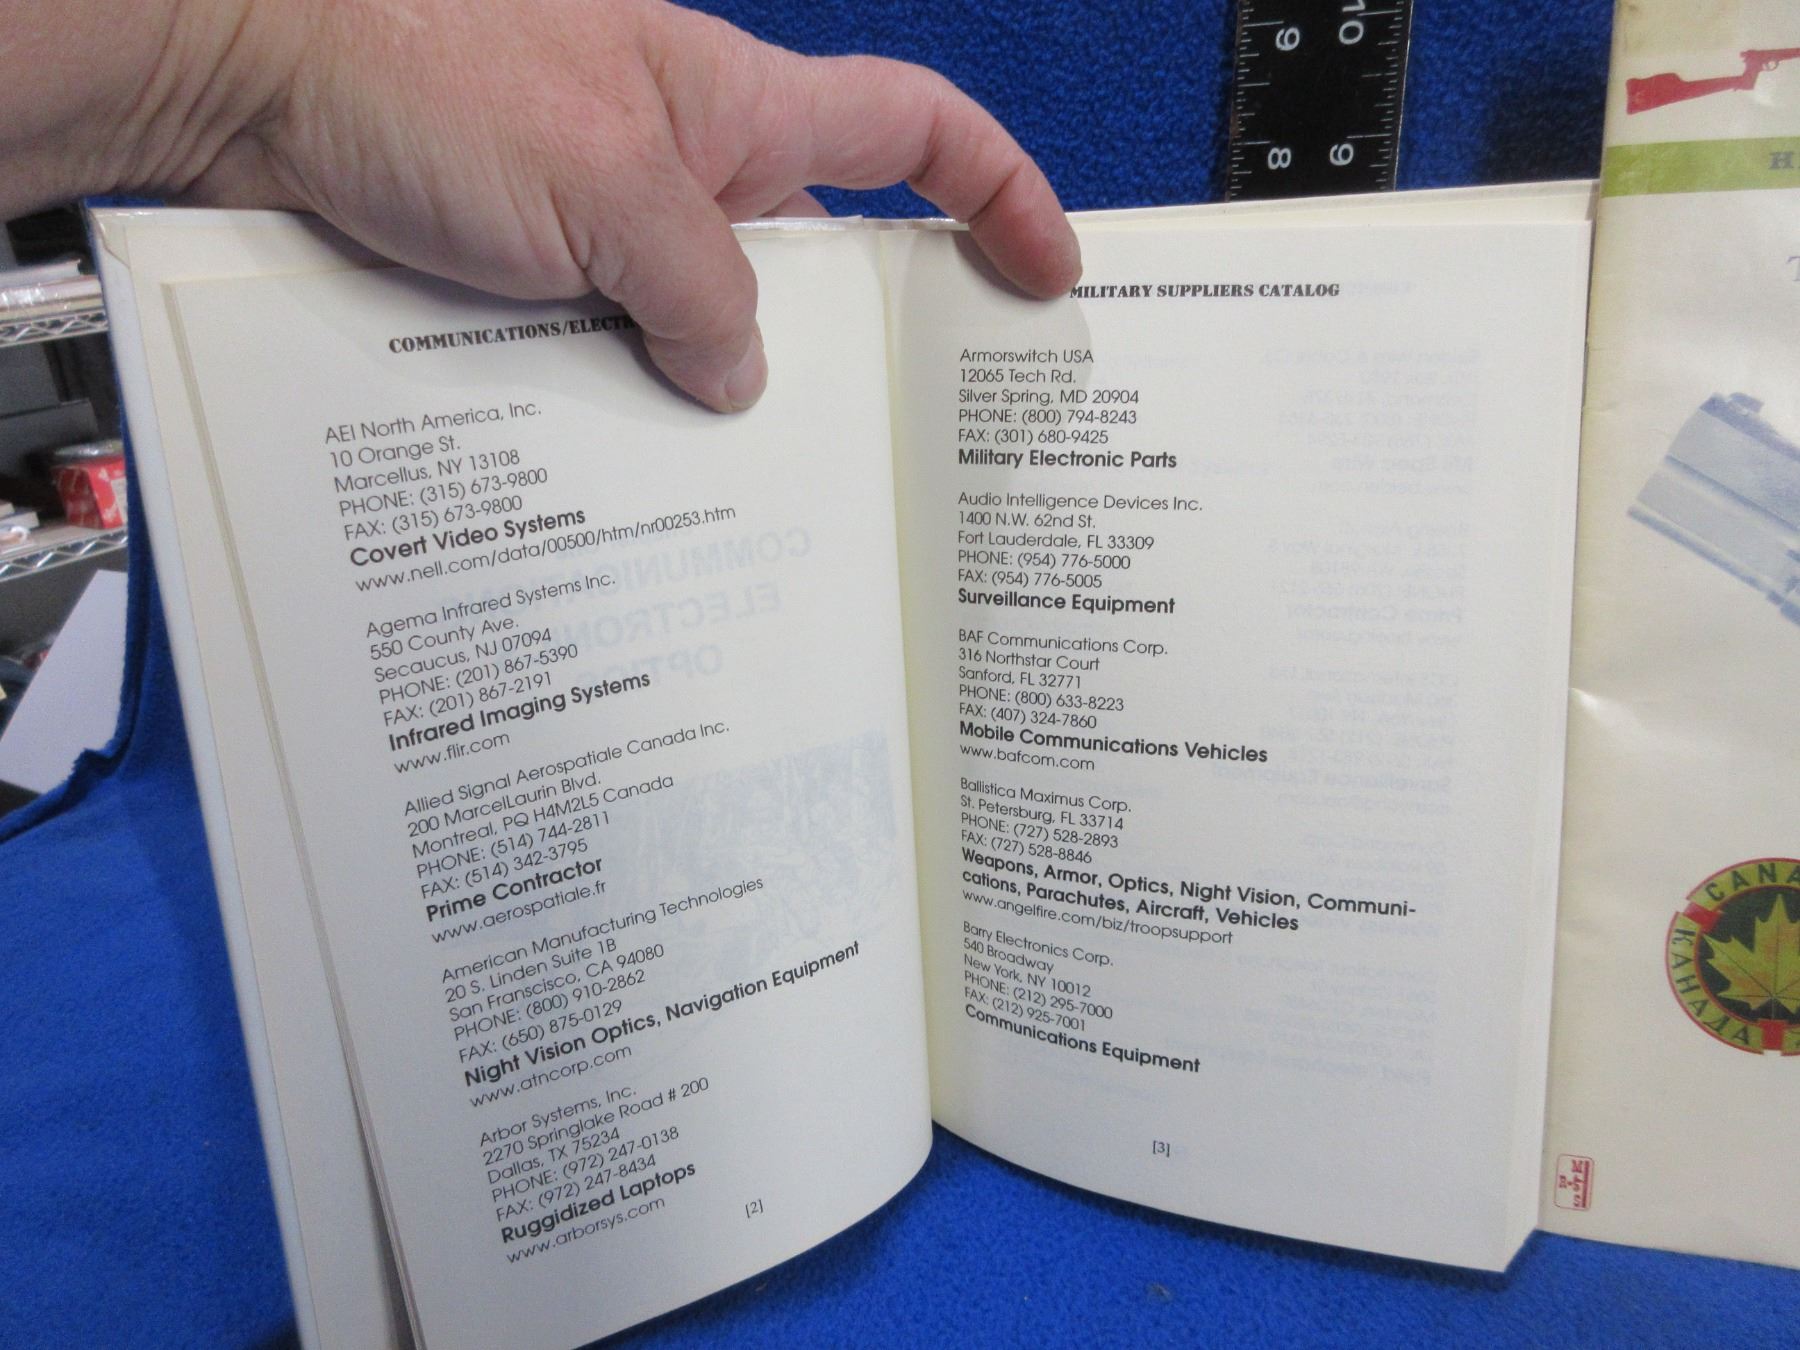 COMMUNICATIONS/ELECTR
AEI North America, Inc.
10 Orange St.
Marcellus, NY 13108
PHONE: (315) 673-9800
FAX: (315) 673-9800
Covert Video Systems
www.nell.com/data/00500/htm/nr00253.htm
Agema Infrared Systems Inc.
550 County Ave.
Secaucus, NJ 07094
PHONE: (201) 867-5390
FAX: (201) 867-2191
Infrared Imaging Systems
www.flir.com
Allied Signal Aerospatiale Canada Inc.
200 MarcelLaurin Blvd.
Montreal, PQ H4M2L5 Canada
PHONE: (514) 744-2811
FAX: (514) 342-3795
Prime Contractor
www.aerospatiale.fr
American Manufacturing Technologies
20 S. Linden Suite 1B
San Franscisco, CA 94080
PHONE: (800) 910-2862
FAX: (650) 875-0129
Night Vision Optics, Navigation Equipment
www.atncorp.com
Arbor Systems, Inc.
2270 Springlake Road # 200
Dallas, TX 75234
PHONE: (972) 247-0138
FAX: (972) 247-8434
Ruggidized Laptops
www.arborsys.com
[2]
MILITARY SUPPLIERS CATALOG
Armorswitch USA
12065 Tech Rd.
Silver Spring, MD 20904
PHONE: (800) 794-8243
FAX: (301) 680-9425
Military Electronic Parts
Audio Intelligence Devices Inc.
1400 N.W. 62nd St.
Fort Lauderdale, FL 33309
PHONE: (954) 776-5000
FAX: (954) 776-5005
Surveillance Equipment
BAF Communications Corp.
316 Northstar Court
Sanford, FL 32771
PHONE: (800) 633-8223
FAX: (407) 324-7860
Mobile Communications Vehicles
www.bafcom.com
Ballistica Maximus Corp.
St. Petersburg, FL 33714
PHONE: (727) 528-2893
FAX: (727) 528-8846
Weapons, Armor, Optics, Night Vision, Communi-
cations, Parachutes, Aircraft, Vehicles
www.angelfire.com/biz/troopsupport
Barry Electronics Corp.
540 Broadway
New York, NY 10012
PHONE: (212) 295-7000
FAX: (212) 925-7001
Communications Equipment
[3]
9 10
8 9
H
T
CANA
KAHADA